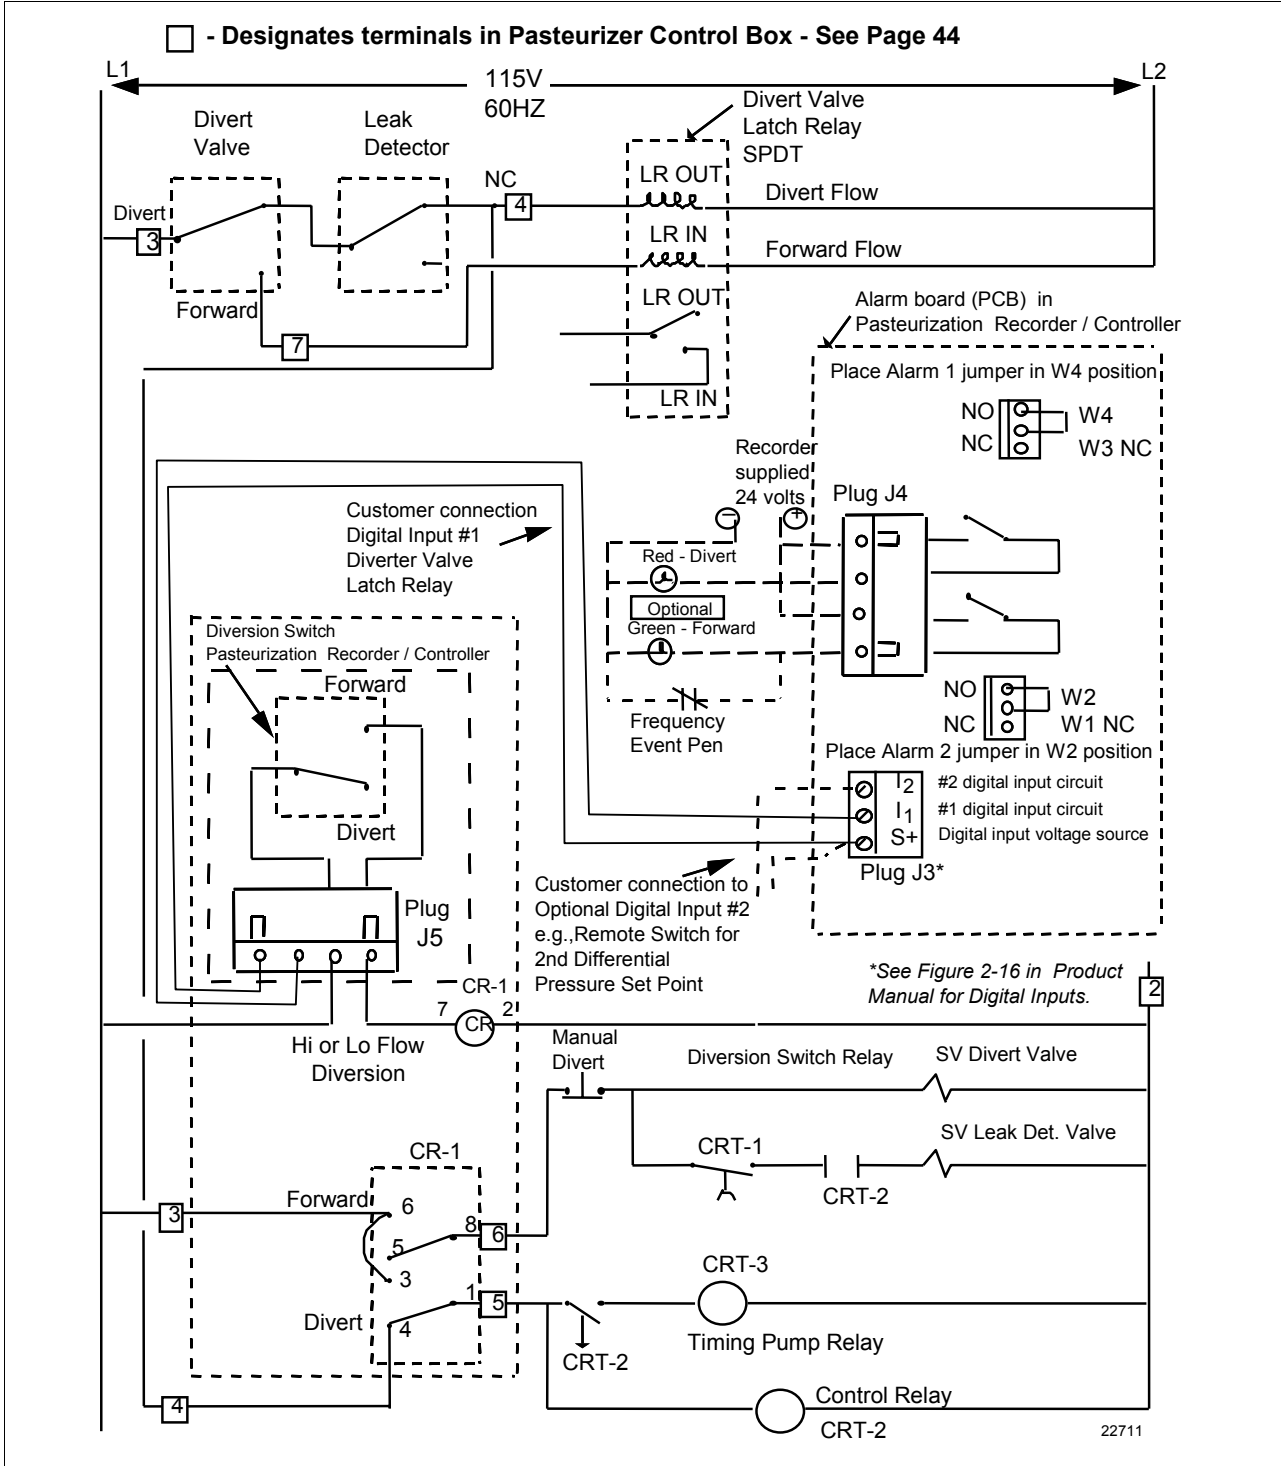 - Designates terminals in Pasteurizer Control Box - See Page 44
L1
115V
60HZ
L2
Divert
Valve
Leak
Detector
Divert Valve
Latch Relay
SPDT
NC
4
LR OUT
Divert Flow
Divert
3
LR IN
Forward Flow
Forward
7
LR OUT
LR IN
Alarm board (PCB) in
Pasteurization Recorder / Controller
Place Alarm 1 jumper in W4 position
NO
W4
NC
W3 NC
Recorder
supplied
24 volts
Plug J4
Customer connection
Digital Input #1
Diverter Valve
Latch Relay
−
+
Red - Divert
Optional
Green - Forward
Frequency
Event Pen
NO
W2
NC
W1 NC
Place Alarm 2 jumper in W2 position
I2
#2 digital input circuit
I1
#1 digital input circuit
S+
Digital input voltage source
Plug J3*
Diversion Switch
Pasteurization Recorder / Controller
Forward
Divert
Plug
J5
Customer connection to
Optional Digital Input #2
e.g.,Remote Switch for
2nd Differential
Pressure Set Point
*See Figure 2-16 in Product
Manual for Digital Inputs.
2
CR-1
7
CR
2
Hi or Lo Flow
Diversion
Manual
Divert
Diversion Switch Relay
SV Divert Valve
SV Leak Det. Valve
CRT-1
CRT-2
CR-1
Forward
3
6
8
6
5
3
Divert
1
5
4
CRT-2
CRT-3
Timing Pump Relay
4
Control Relay
CRT-2
22711